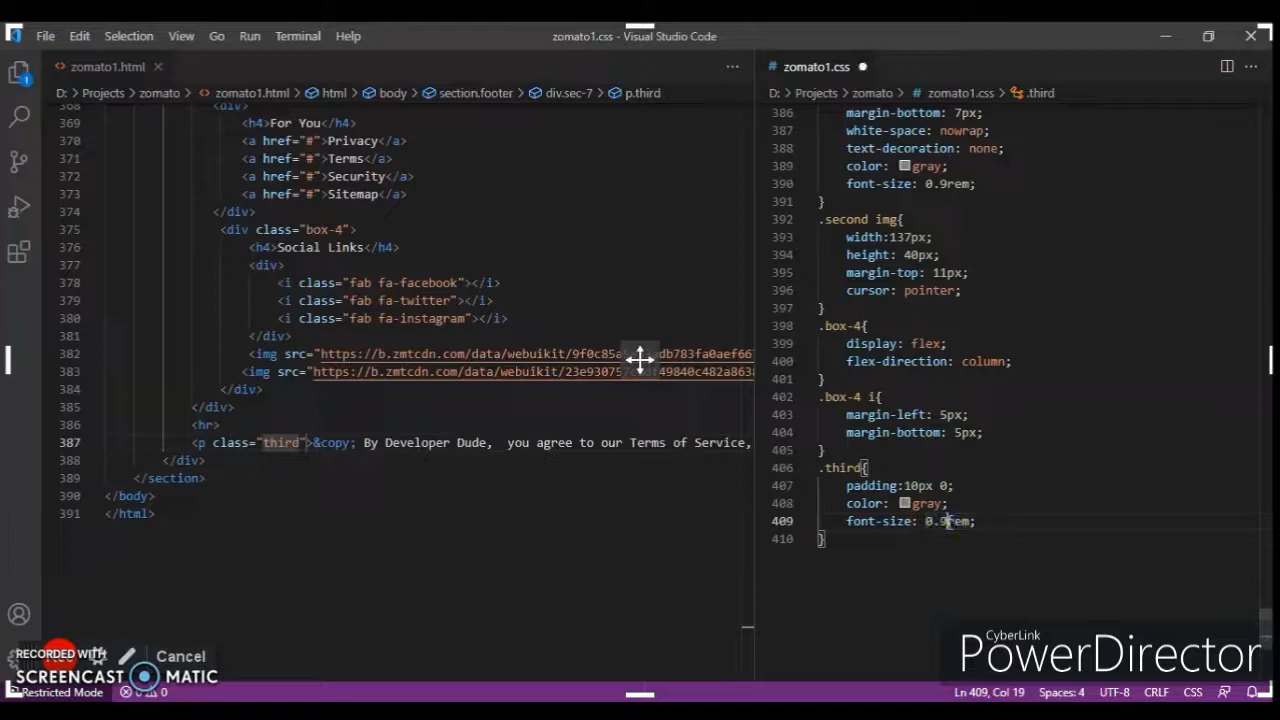 File Edit Selection View Go Run Terminal Help zomato1.css - Visual Studio Code
zomato1.html
D: > Projects > zomato > zomato1.html > html > body > section.footer > div.sec-7 > p.third
368 <div>
369 <h4>For You</h4>
370 <a href="#">Privacy</a>
371 <a href="#">Terms</a>
372 <a href="#">Security</a>
373 <a href="#">Sitemap</a>
374 </div>
375 <div class="box-4">
376 <h4>Social Links</h4>
377 <div>
378 <i class="fab fa-facebook"></i>
379 <i class="fab fa-twitter"></i>
380 <i class="fab fa-instagram"></i>
381 </div>
382 <img src="https://b.zmtcdn.com/data/webuikit/
383 <img src="https://b.zmtcdn.com/data/webuikit/
384 </div>
385 </div>
386 <hr>
387 <p class="third">&copy; By Developer Dude,  you agree to our Terms of Service,
388 </div>
389 </section>
390 </body>
391 </html>
# zomato1.css
D: > Projects > zomato > # zomato1.css > .third
386 margin-bottom: 7px;
387 white-space: nowrap;
388 text-decoration: none;
389 color: gray;
390 font-size: 0.9rem;
391 }
392 .second img{
393 width:137px;
394 height: 40px;
395 margin-top: 11px;
396 cursor: pointer;
397 }
398 .box-4{
399 display: flex;
400 flex-direction: column;
401 }
402 .box-4 i{
403 margin-left: 5px;
404 margin-bottom: 5px;
405 }
406 .third{
407 padding:10px 0;
408 color: gray;
409 font-size: 0.9rem;
410 }
RECORDED WITH
SCREENCAST MATIC
Cancel
CyberLink
PowerDirector
Restricted Mode 0 0 Ln 409, Col 19 Spaces: 4 UTF-8 CRLF CSS